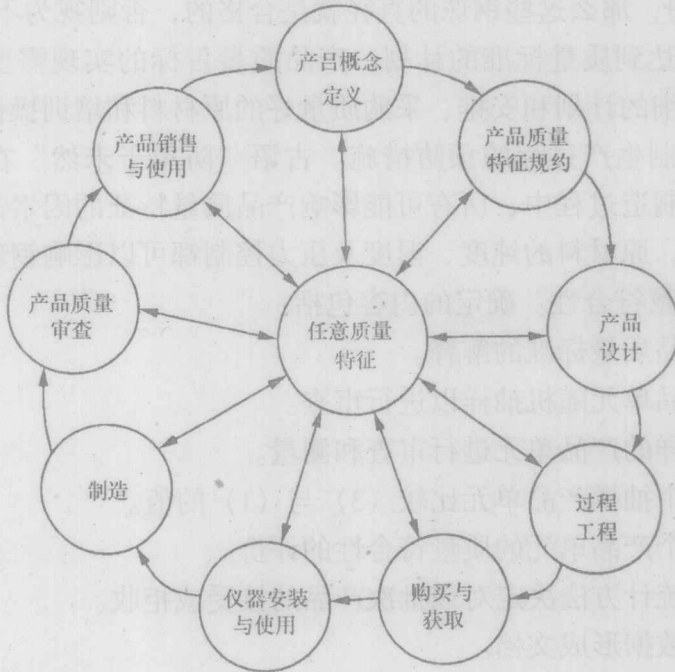 产品概念
定义
产品质量
特征规约
产品
设计
过程
工程
购买与
获取
仪器安装
与使用
制造
产品质量
审查
产品销售
与使用
任意质量
特征